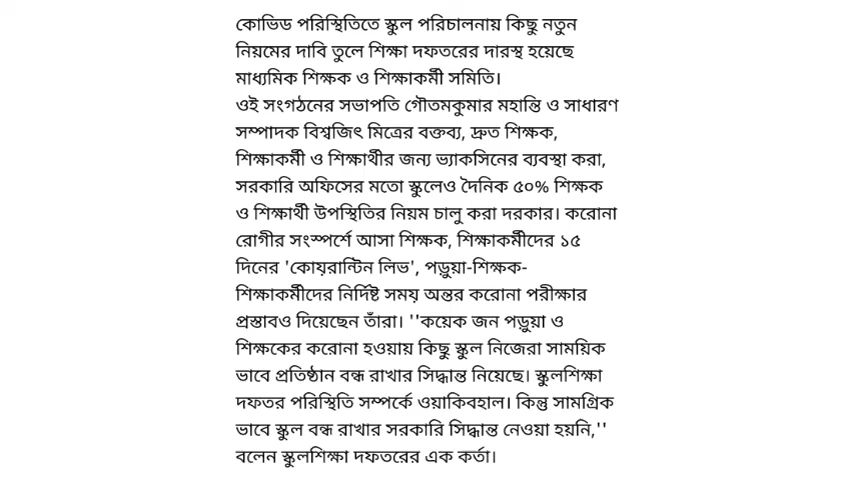 কোভিড পরিস্থিতিতে স্কুল পরিচালনায় কিছু নতুন
নিয়মের দাবি তুলে শিক্ষা দফতরের দারস্থ হয়েছে
মাধ্যমিক শিক্ষক ও শিক্ষাকর্মী সমিতি।
ওই সংগঠনের সভাপতি গৌতমকুমার মহান্তি ও সাধারণ
সম্পাদক বিশ্বজিৎ মিত্রের বক্তব্য, দ্রুত শিক্ষক,
শিক্ষাকর্মী ও শিক্ষার্থীর জন্য ভ্যাকসিনের ব্যবস্থা করা,
সরকারি অফিসের মতো স্কুলেও দৈনিক ৫০% শিক্ষক
ও শিক্ষার্থী উপস্থিতির নিয়ম চালু করা দরকার। করোনা
রোগীর সংস্পর্শে আসা শিক্ষক, শিক্ষাকর্মীদের ১৫
দিনের 'কোয়রান্টিন লিভ', পড়ুয়া-শিক্ষক-
শিক্ষাকর্মীদের নির্দিষ্ট সময় অন্তর করোনা পরীক্ষার
প্রস্তাবও দিয়েছেন তাঁরা। ''কয়েক জন পড়ুয়া ও
শিক্ষকের করোনা হওয়ায় কিছু স্কুল নিজেরা সাময়িক
ভাবে প্রতিষ্ঠান বন্ধ রাখার সিদ্ধান্ত নিয়েছে। স্কুলশিক্ষা
দফতর পরিস্থিতি সম্পর্কে ওয়াকিবহাল। কিন্তু সামগ্রিক
ভাবে স্কুল বন্ধ রাখার সরকারি সিদ্ধান্ত নেওয়া হয়নি,''
বলেন স্কুলশিক্ষা দফতরের এক কর্তা।